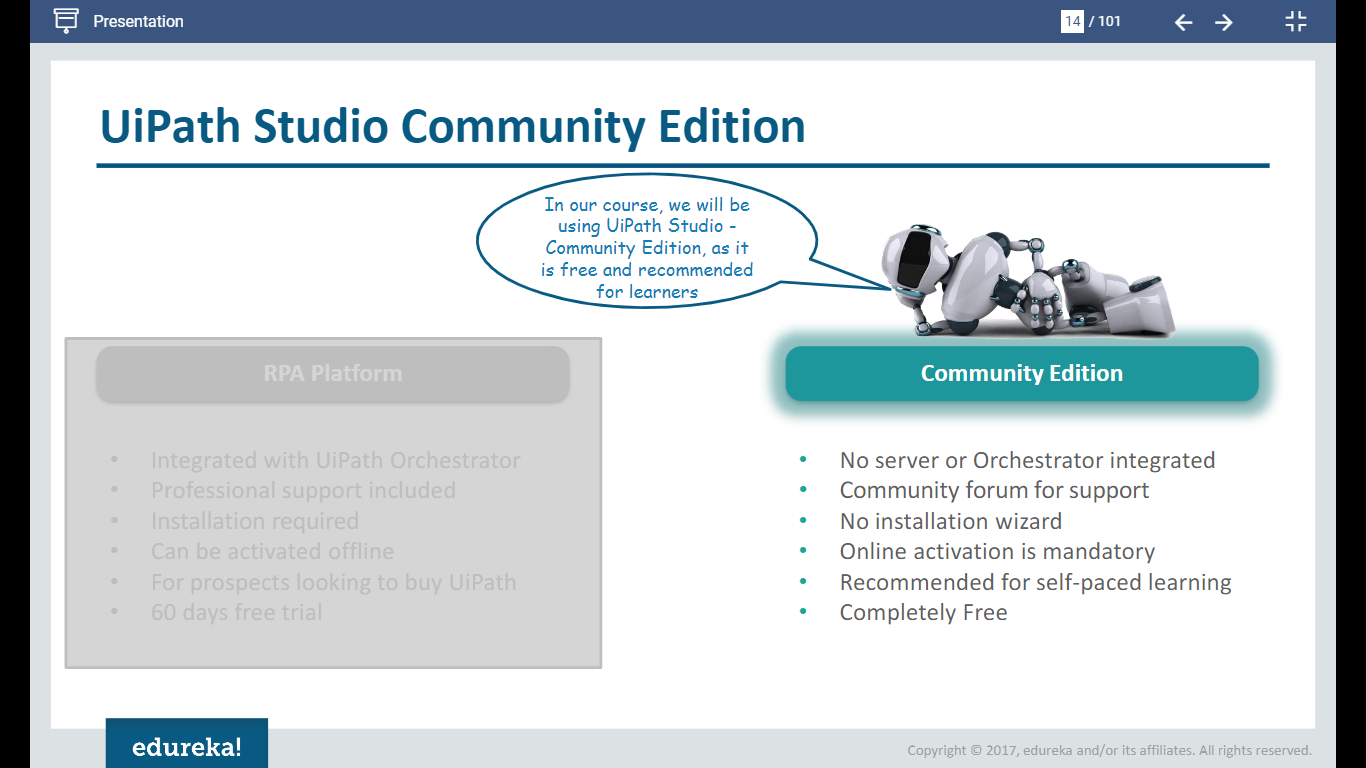 Presentation
14 / 101
UiPath Studio Community Edition
In our course, we will be
using UiPath Studio -
Community Edition, as it
is free and recommended
for learners
RPA Platform
• Integrated with UiPath Orchestrator
• Professional support included
• Installation required
• Can be activated offline
• For prospects looking to buy UiPath
• 60 days free trial
Community Edition
• No server or Orchestrator integrated
• Community forum for support
• No installation wizard
• Online activation is mandatory
• Recommended for self-paced learning
• Completely Free
edureka!
Copyright © 2017, edureka and/or its affiliates. All rights reserved.